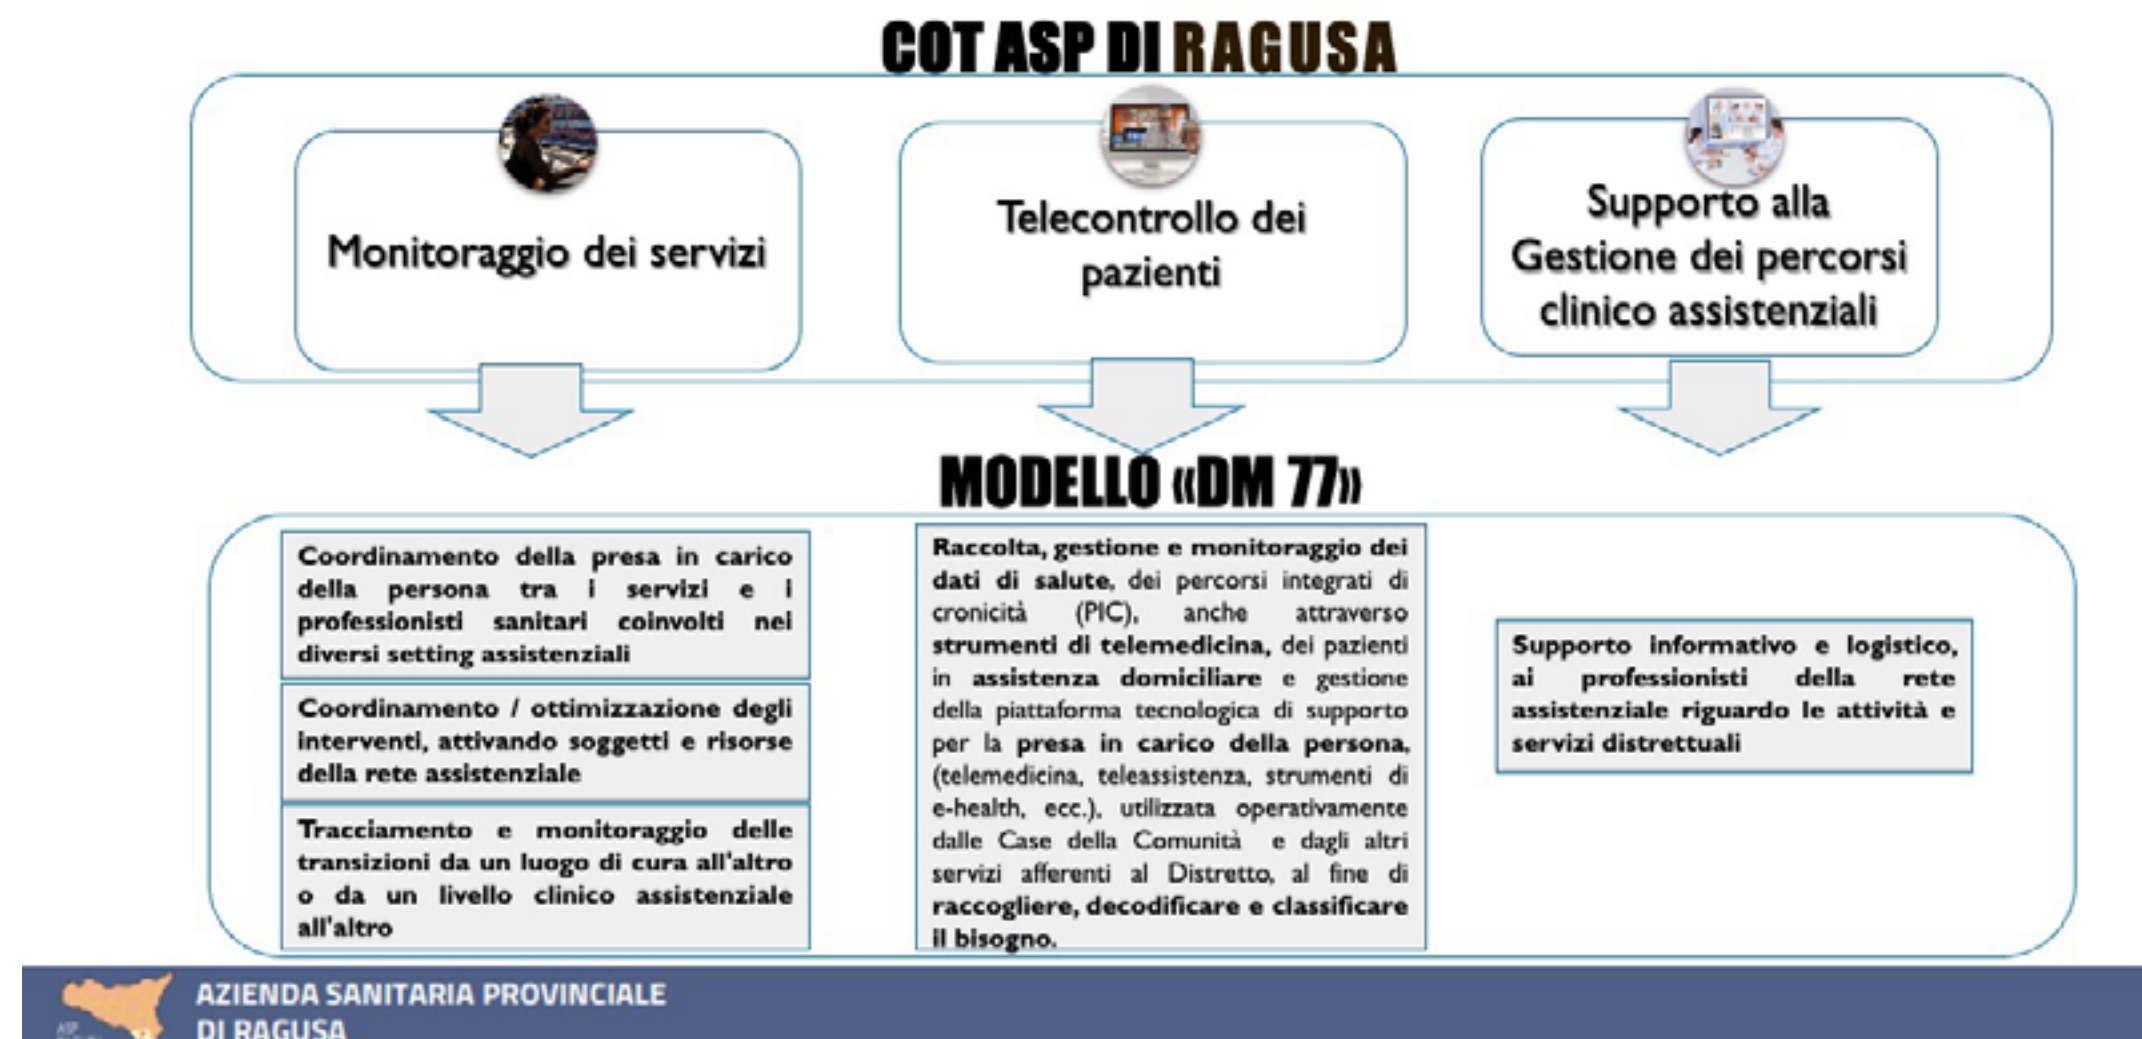 COT ASP DI RAGUSA
Monitoraggio dei servizi
Telecontrollo dei
pazienti
Supporto alla
Gestione dei percorsi
clinico assistenziali
MODELLO «DM 77»
Coordinamento della presa in carico
della persona tra i servizi e i
professionisti sanitari coinvolti nei
diversi setting assistenziali
Coordinamento / ottimizzazione degli
interventi, attivando soggetti e risorse
della rete assistenziale
Tracciamento e monitoraggio delle
transizioni da un luogo di cura all'altro
o da un livello clinico assistenziale
all'altro
Raccolta, gestione e monitoraggio dei
dati di salute, dei percorsi integrati di
cronicità (PIC), anche attraverso
strumenti di telemedicina, dei pazienti
in assistenza domiciliare e gestione
della piattaforma tecnologica di supporto
per la presa in carico della persona,
(telemedicina, teleassistenza, strumenti di
e-health, ecc.), utilizzata operativamente
dalle Case della Comunità e dagli altri
servizi afferenti al Distretto, al fine di
raccogliere, decodificare e classificare
il bisogno.
Supporto informativo e logistico,
ai professionisti della rete
assistenziale riguardo le attività e
servizi distrettuali
ASP
AZIENDA SANITARIA PROVINCIALE
DI RAGUSA